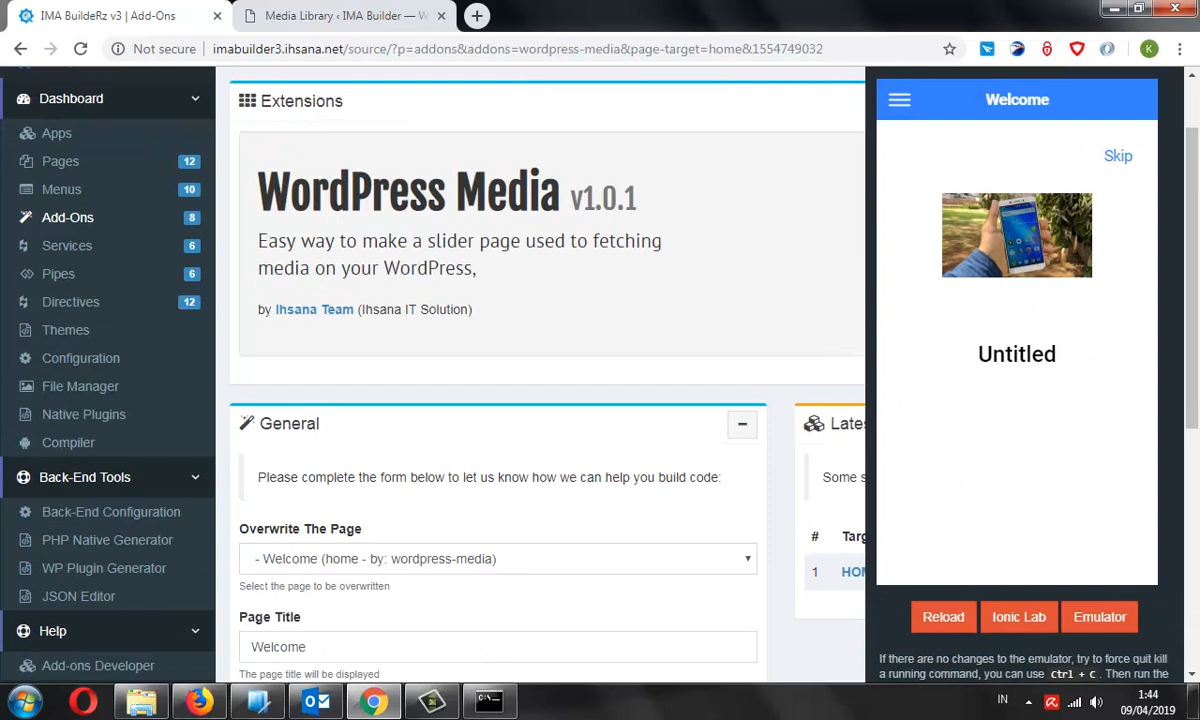 IMA BuildeRz v3 | Add-Ons
Media Library ‹ IMA Builder — W
Not secure
imabuilder3.ihsana.net/source/?p=addons&addons=wordpress-media&page-target=home&1554749032
K
Dashboard
Apps
Pages 12
Menus 10
Add-Ons 8
Services 6
Pipes 6
Directives 12
Themes
Configuration
File Manager
Native Plugins
Compiler
Back-End Tools
Back-End Configuration
PHP Native Generator
WP Plugin Generator
JSON Editor
Help
Add-ons Developer
Extensions
WordPress Media v1.0.1
Easy way to make a slider page used to fetching
media on your WordPress,
by Ihsana Team (Ihsana IT Solution)
General
Please complete the form below to let us know how we can help you build code:
Overwrite The Page
- Welcome (home - by: wordpress-media)
Select the page to be overwritten
Page Title
Welcome
The page title will be displayed
Late
Some s
# Targ
1 HOM
Welcome
Skip
Untitled
Reload
Ionic Lab
Emulator
If there are no changes to the emulator, try to force quit kill
a running command, you can use Ctrl + C . Then run the
IN
1:44
09/04/2019